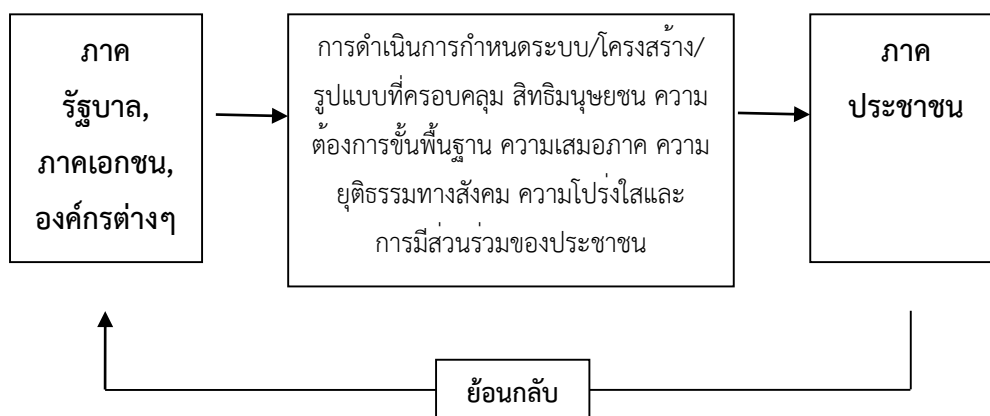 ภาค
รัฐบาล,
ภาคเอกชน,
องค์กรต่างๆ
การดำเนินการกำหนดระบบ/โครงสร้าง/
รูปแบบที่ครอบคลุม สิทธิมนุษยชน ความ
ต้องการขั้นพื้นฐาน ความเสมอภาค ความ
ยุติธรรมทางสังคม ความโปร่งใสและ
การมีส่วนร่วมของประชาชน
ภาค
ประชาชน
ย้อนกลับ